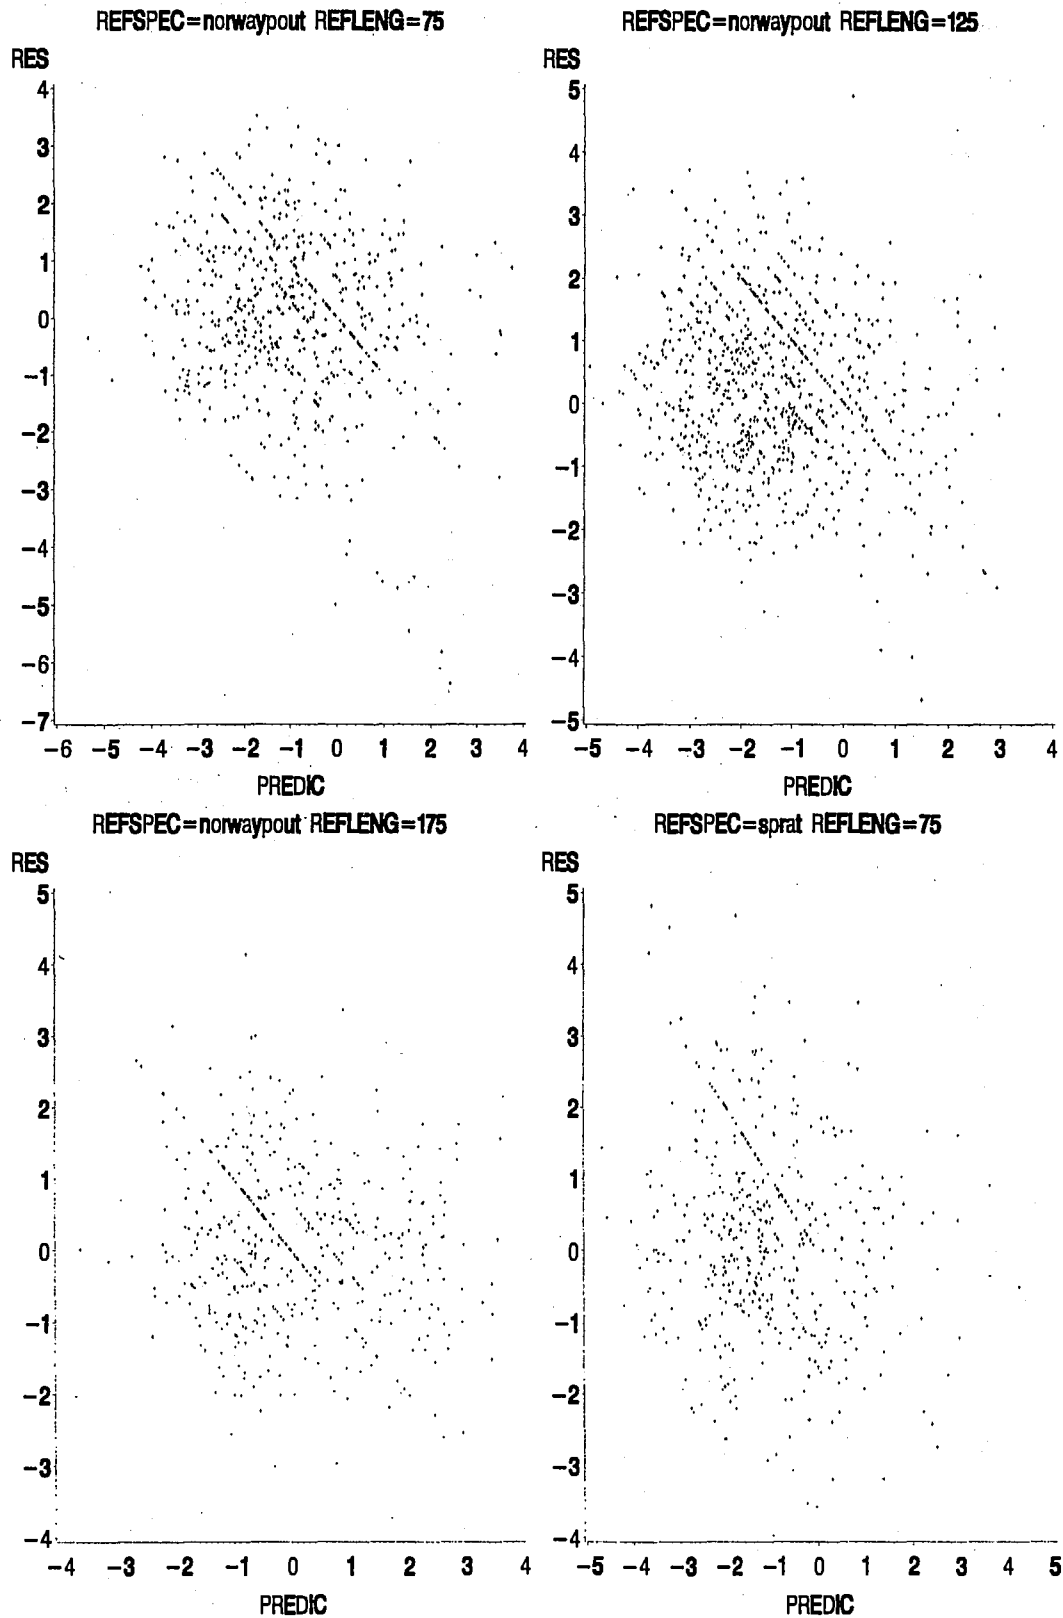 REFSPEC=norwaypout REFLENG=75
RES
4
3
2
1
0
−1
−2
−3
−4
−5
−6
−7
−6 −5 −4 −3 −2 −1 0 1 2 3 4
PREDIC
REFSPEC=norwaypout REFLENG=125
RES
5
4
3
2
1
0
−1
−2
−3
−4
−5
−5 −4 −3 −2 −1 0 1 2 3 4
PREDIC
REFSPEC=norwaypout REFLENG=175
RES
5
4
3
2
1
0
−1
−2
−3
−4
−4 −3 −2 −1 0 1 2 3 4
PREDIC
REFSPEC=sprat REFLENG=75
RES
5
4
3
2
1
0
−1
−2
−3
−4
−5 −4 −3 −2 −1 0 1 2 3 4 5
PREDIC